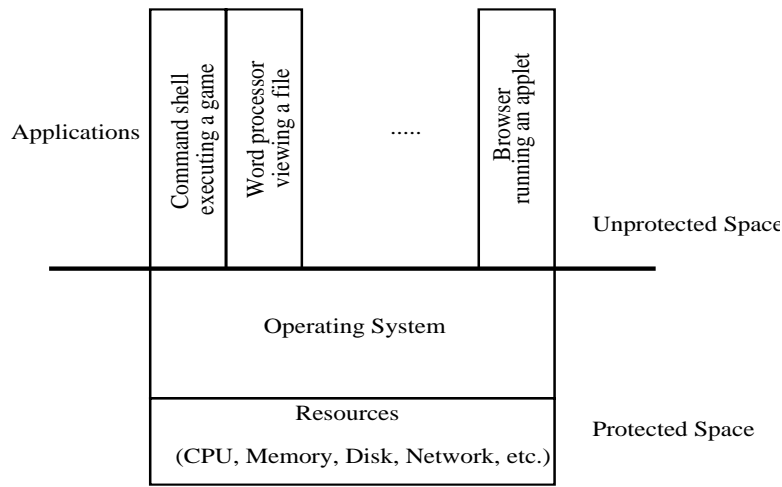 Applications
Command shell
executing a game
Word processor
viewing a file
.....
Browser
running an applet
Unprotected Space
Operating System
Resources
(CPU, Memory, Disk, Network, etc.)
Protected Space